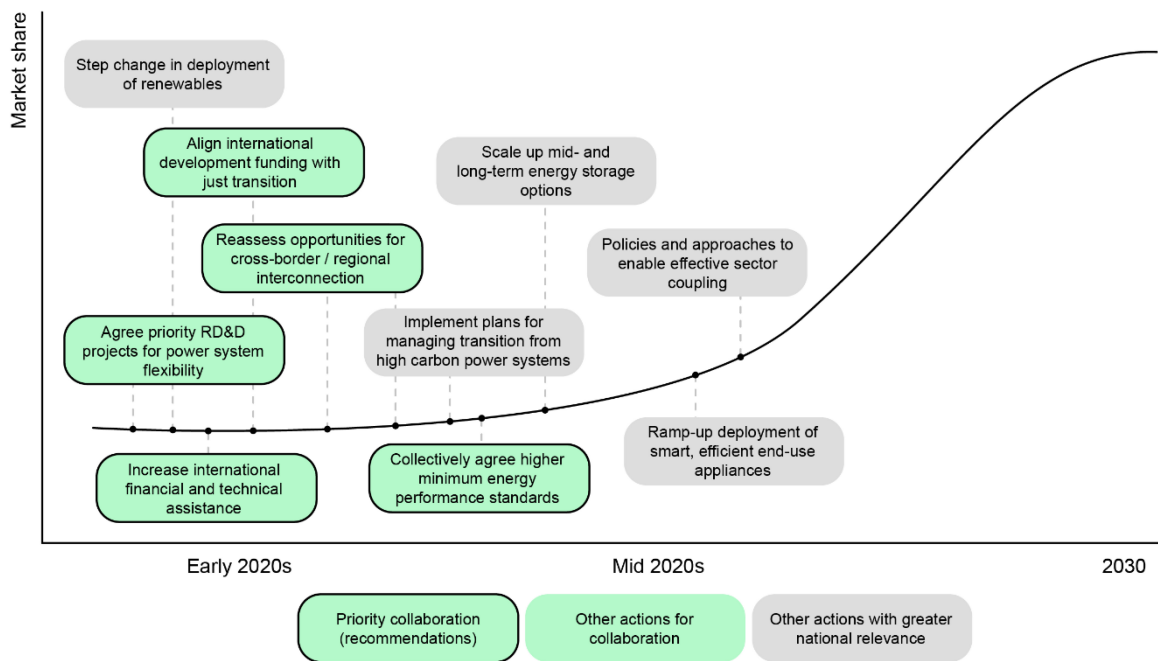 Market share
Step change in deployment
of renewables
Align international
development funding with
just transition
Scale up mid- and
long-term energy storage
options
Reassess opportunities for
cross-border / regional
interconnection
Policies and approaches to
enable effective sector
coupling
Agree priority RD&D
projects for power system
flexibility
Implement plans for
managing transition from
high carbon power systems
Increase international
financial and technical
assistance
Collectively agree higher
minimum energy
performance standards
Ramp-up deployment of
smart, efficient end-use
appliances
Early 2020s
Mid 2020s
2030
Priority collaboration
(recommendations)
Other actions for
collaboration
Other actions with greater
national relevance